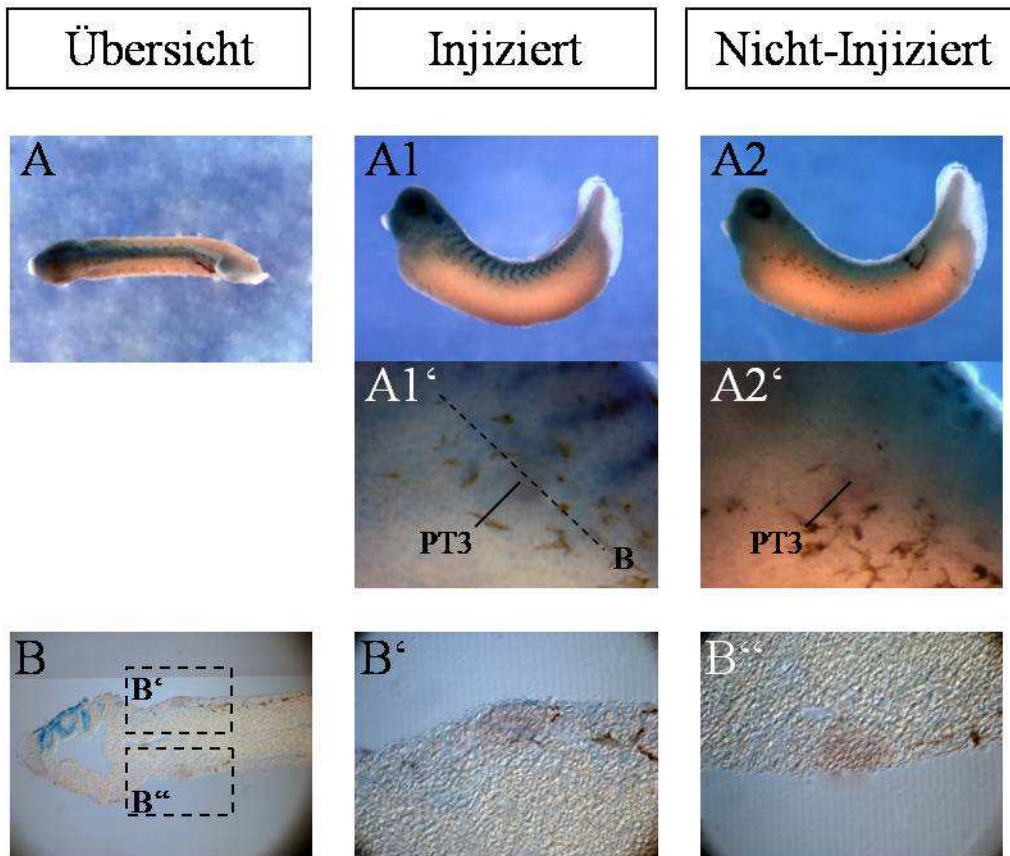 Übersicht
Injiziert
Nicht-Injiziert
A
A1
A2
A1‘
A2‘
PT3
B
PT3
B
B‘
B“
B‘
B“